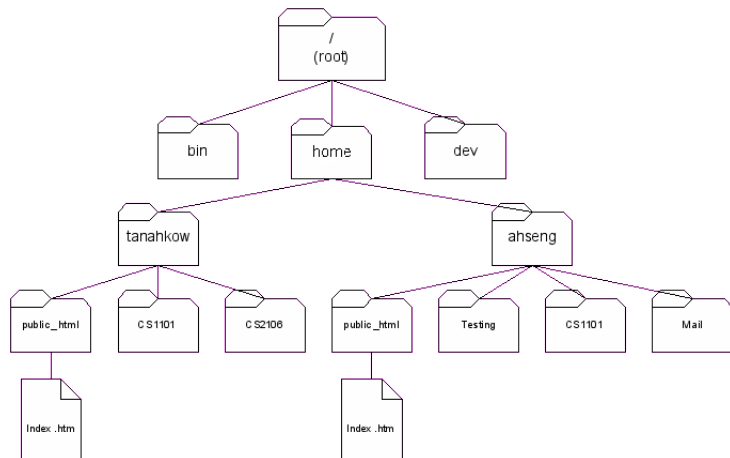 /
(root)
bin
home
dev
tanahkow
ahseng
public_html
CS1101
CS2106
public_html
Testing
CS1101
Mail
Index .htm
Index .htm